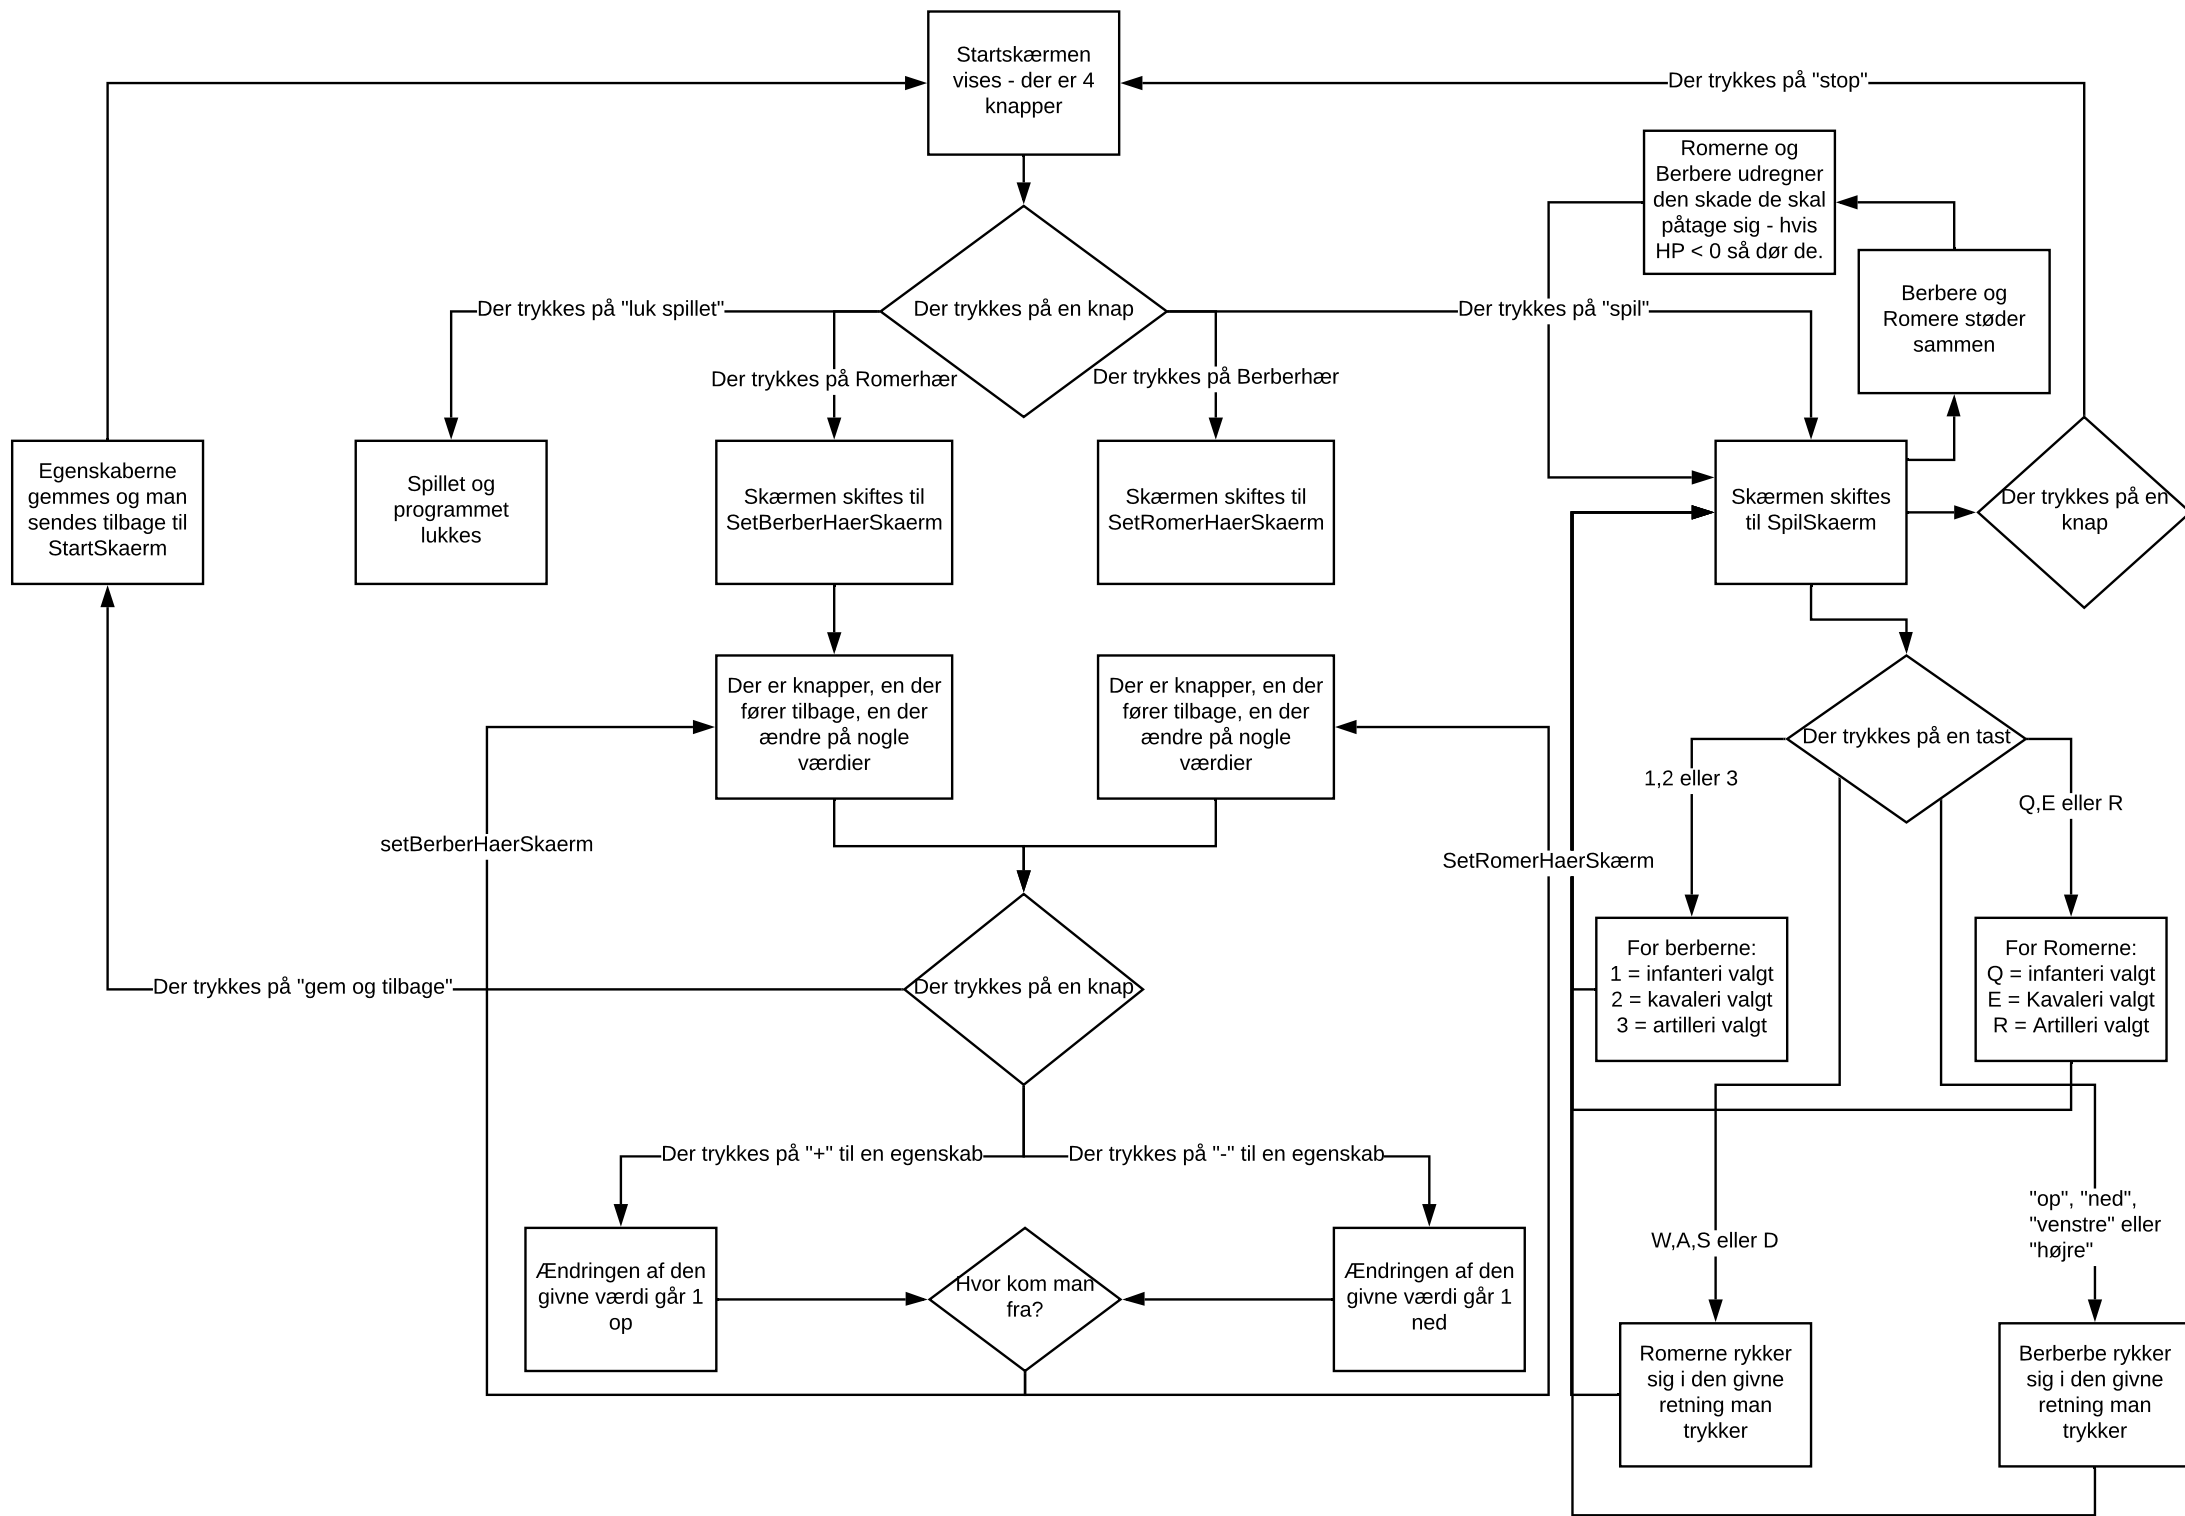 Startskærmen
vises - der er 4
knapper
Der trykkes på "stop"
Romerne og
Berbere udregner
den skade de skal
påtage sig - hvis
HP < 0 så dør de.
Berbere og
Romere støder
sammen
Der trykkes på "luk spillet"
Der trykkes på en knap
Der trykkes på "spil"
Der trykkes på Romerhær
Der trykkes på Berberhær
Egenskaberne
gemmes og man
sendes tilbage til
StartSkaerm
Spillet og
programmet
lukkes
Skærmen skiftes til
SetBerberHaerSkaerm
Skærmen skiftes til
SetRomerHaerSkaerm
Skærmen skiftes
til SpilSkaerm
Der trykkes på en
knap
Der er knapper, en der
fører tilbage, en der
ændre på nogle
værdier
Der er knapper, en der
fører tilbage, en der
ændre på nogle
værdier
Der trykkes på en tast
1,2 eller 3
Q,E eller R
setBerberHaerSkaerm
SetRomerHaerSkærm
Der trykkes på "gem og tilbage"
Der trykkes på en knap
For berberne:
1 = infanteri valgt
2 = kavaleri valgt
3 = artilleri valgt
For Romerne:
Q = infanteri valgt
E = Kavaleri valgt
R = Artilleri valgt
Der trykkes på "+" til en egenskab
Der trykkes på "-" til en egenskab
"op", "ned",
"venstre" eller
"højre"
W,A,S eller D
Ændringen af den
givne værdi går 1
op
Hvor kom man
fra?
Ændringen af den
givne værdi går 1
ned
Romerne rykker
sig i den givne
retning man
trykker
Berberbe rykker
sig i den givne
retning man
trykker